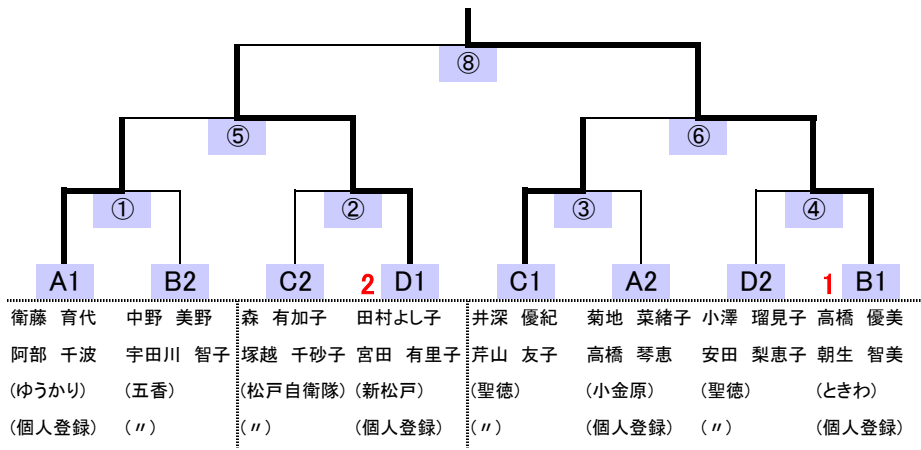 ⑧
⑤ ⑥
① ② ③ ④
A1 B2 C2 2 D1 C1 A2 D2 1 B1
衛藤 育代 中野 美野 森 有加子 田村よし子 井深 優紀 菊地 菜緒子 小澤 瑠見子 高橋 優美
阿部 千波 宇田川 智子 塚越 千砂子 宮田 有里子 芹山 友子 高橋 琴恵 安田 梨恵子 朝生 智美
(ゆうかり) (五香) (松戸自衛隊) (新松戸) (聖徳) (小金原) (聖徳) (ときわ)
(個人登録) (〃) (〃) (個人登録) (〃) (個人登録) (〃) (個人登録)